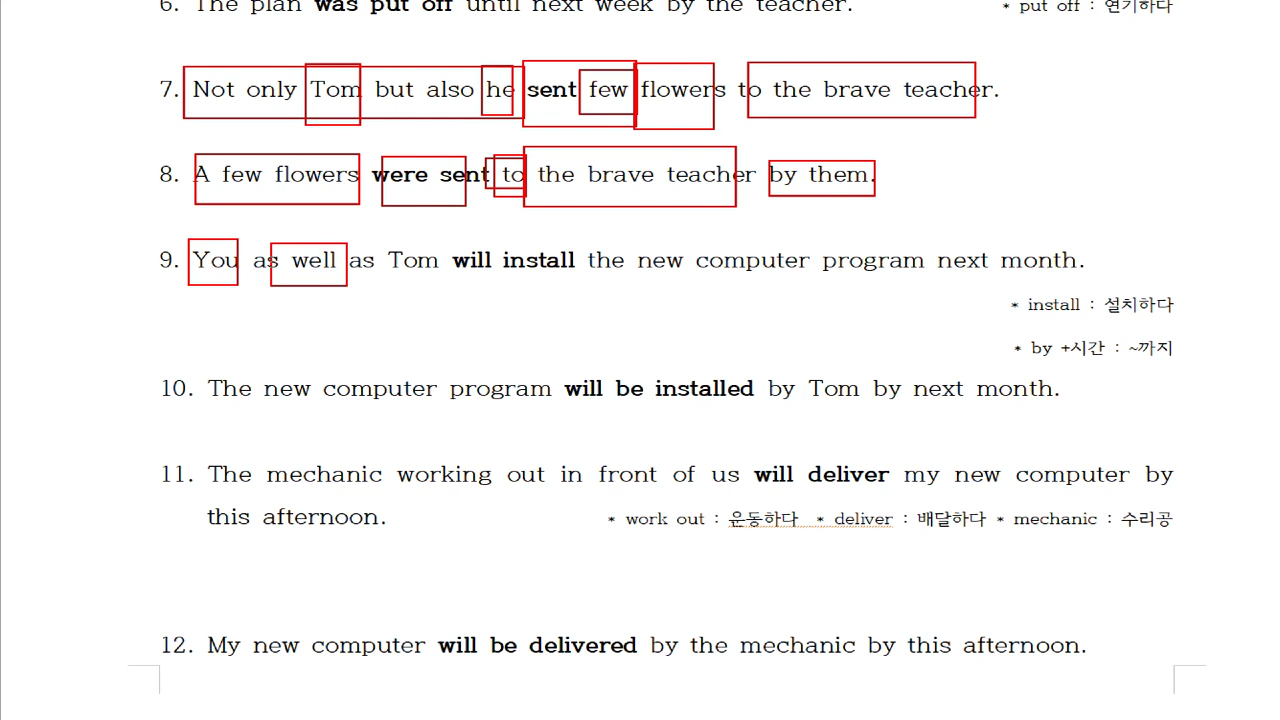 6. The plan was put off until next week by the teacher. * put off : 연기하다
7. Not only Tom but also he sent few flowers to the brave teacher.
8. A few flowers were sent to the brave teacher by them.
9. You as well as Tom will install the new computer program next month.
* install : 설치하다
* by +시간 : ~까지
10. The new computer program will be installed by Tom by next month.
11. The mechanic working out in front of us will deliver my new computer by
this afternoon. * work out : 운동하다 * deliver : 배달하다 * mechanic : 수리공
12. My new computer will be delivered by the mechanic by this afternoon.